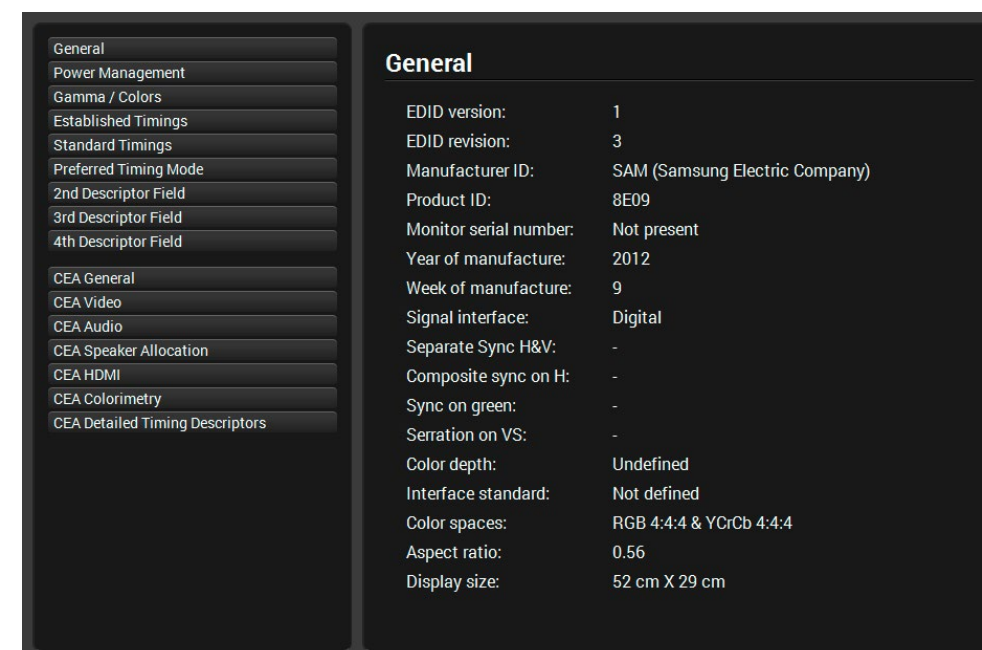 General
Power Management
Gamma / Colors
Established Timings
Standard Timings
Preferred Timing Mode
2nd Descriptor Field
3rd Descriptor Field
4th Descriptor Field
CEA General
CEA Video
CEA Audio
CEA Speaker Allocation
CEA HDMI
CEA Colorimetry
CEA Detailed Timing Descriptors
General
EDID version: 1
EDID revision: 3
Manufacturer ID: SAM (Samsung Electric Company)
Product ID: 8E09
Monitor serial number: Not present
Year of manufacture: 2012
Week of manufacture: 9
Signal interface: Digital
Separate Sync H&V: -
Composite sync on H: -
Sync on green: -
Serration on VS: -
Color depth: Undefined
Interface standard: Not defined
Color spaces: RGB 4:4:4 & YCrCb 4:4:4
Aspect ratio: 0.56
Display size: 52 cm X 29 cm